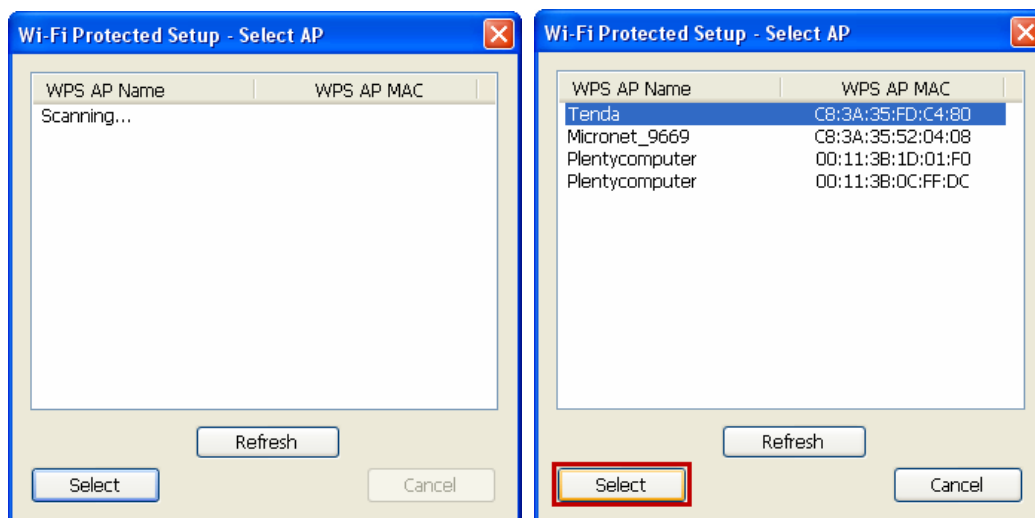 Wi-Fi Protected Setup - Select AP
WPS AP Name WPS AP MAC
Scanning...
Refresh
Select Cancel
Wi-Fi Protected Setup - Select AP
WPS AP Name WPS AP MAC
Tenda C8:3A:35:FD:C4:80
Micronet_9669 C8:3A:35:52:04:08
Plentycomputer 00:11:3B:1D:01:F0
Plentycomputer 00:11:3B:0C:FF:DC
Refresh
Select Cancel